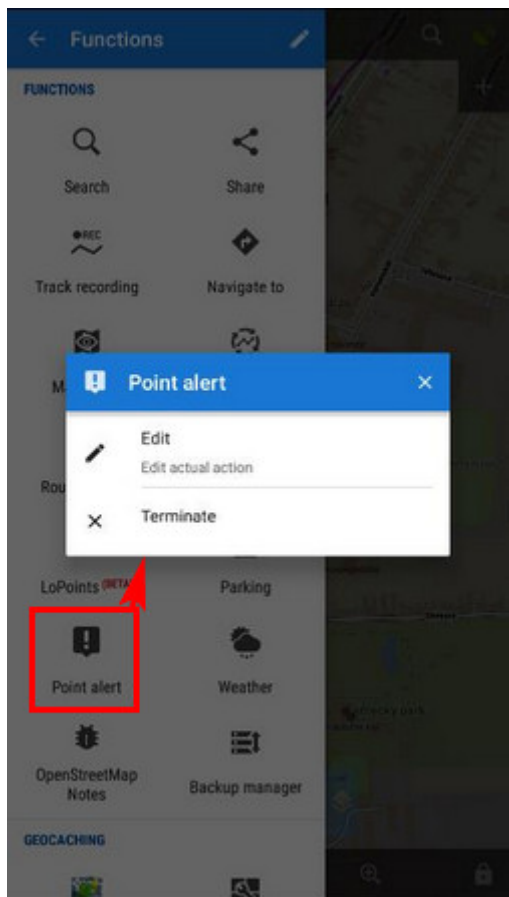 Functions
FUNCTIONS
Search
Share
Track recording
Navigate to
M
Point alert
Edit
Edit actual action
Rou
Terminate
LoPoints (BETA
Parking
Point alert
Weather
OpenStreetMap
Notes
Backup manager
GEOCACHING